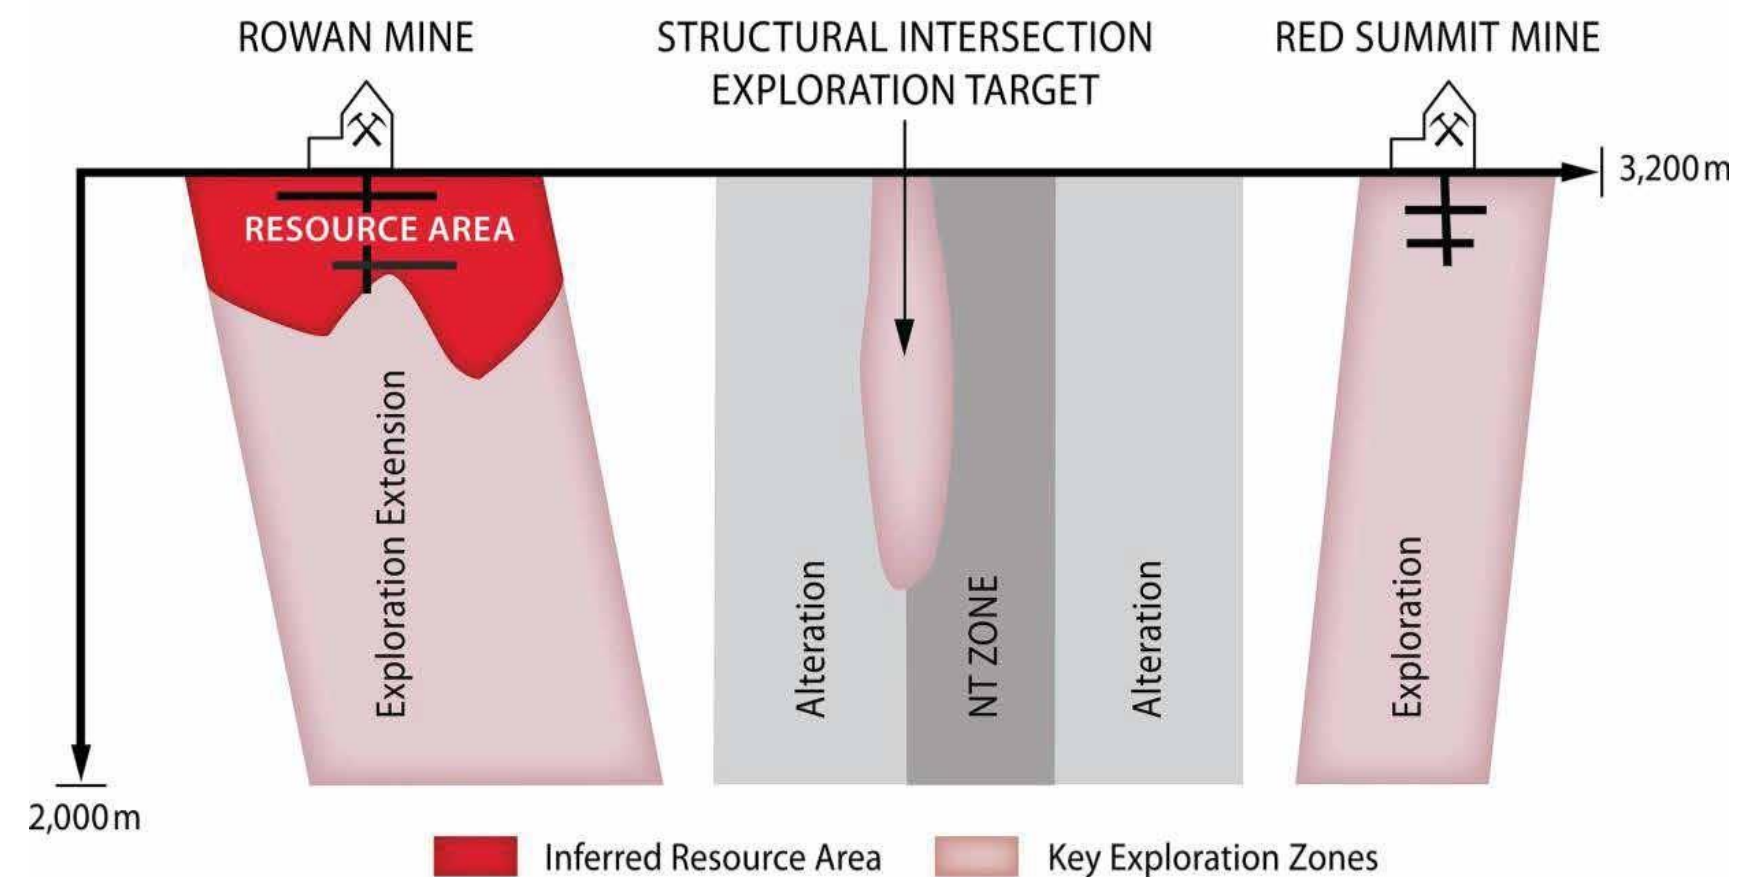 ROWAN MINE
STRUCTURAL INTERSECTION
EXPLORATION TARGET
RED SUMMIT MINE
3,200m
RESOURCE AREA
Exploration Extension
Alteration
NT ZONE
Alteration
Exploration
2,000m
Inferred Resource Area
Key Exploration Zones